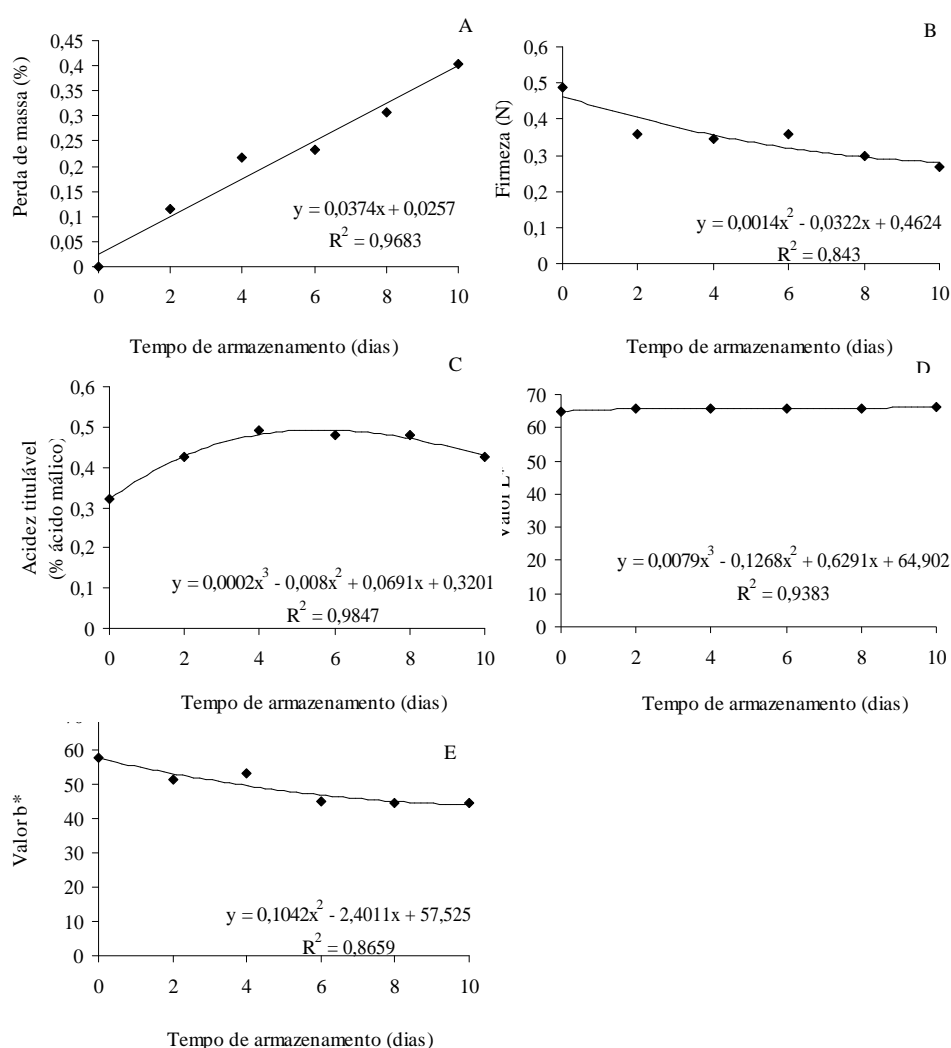 A
0,45
0,4
0,35
0,3
0,25
0,2
0,15
0,1
0,05
0
Perda de massa (%)
y = 0,0374x + 0,0257
R² = 0,9683
0 2 4 6 8 10
Tempo de armazenamento (dias)
B
0,6
0,5
0,4
0,3
0,2
0,1
0
Firmeza (N)
y = 0,0014x² - 0,0322x + 0,4624
R² = 0,843
0 2 4 6 8 10
Tempo de armazenamento (dias)
C
0,6
0,5
0,4
0,3
0,2
0,1
0
Acidez titulável
(% ácido málico)
y = 0,0002x³ - 0,008x² + 0,0691x + 0,3201
R² = 0,9847
0 2 4 6 8 10
Tempo de armazenamento (dias)
D
70
60
50
40
30
20
10
0
Valor L*
y = 0,0079x³ - 0,1268x² + 0,6291x + 64,902
R² = 0,9383
0 2 4 6 8 10
Tempo de armazenamento (dias)
E
70
60
50
40
30
20
10
0
Valor b*
y = 0,1042x² - 2,4011x + 57,525
R² = 0,8659
0 2 4 6 8 10
Tempo de armazenamento (dias)